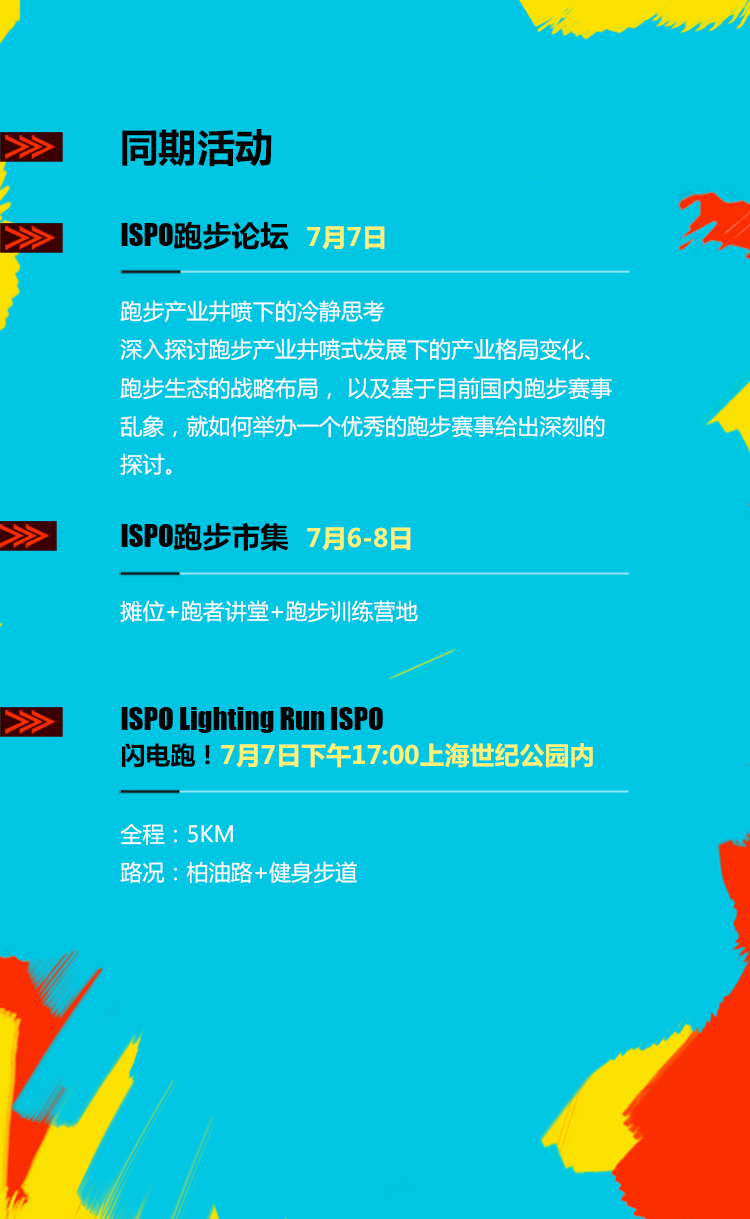 同期活动
ISPO跑步论坛 7月7日
跑步产业井喷下的冷静思考
深入探讨跑步产业井喷式发展下的产业格局变化、
跑步生态的战略布局， 以及基于目前国内跑步赛事
乱象，就如何举办一个优秀的跑步赛事给出深刻的
探讨。
ISPO跑步市集 7月6-8日
摊位+跑者讲堂+跑步训练营地
ISPO Lighting Run ISPO
闪电跑！7月7日下午17:00上海世纪公园内
全程：5KM
路况：柏油路+健身步道